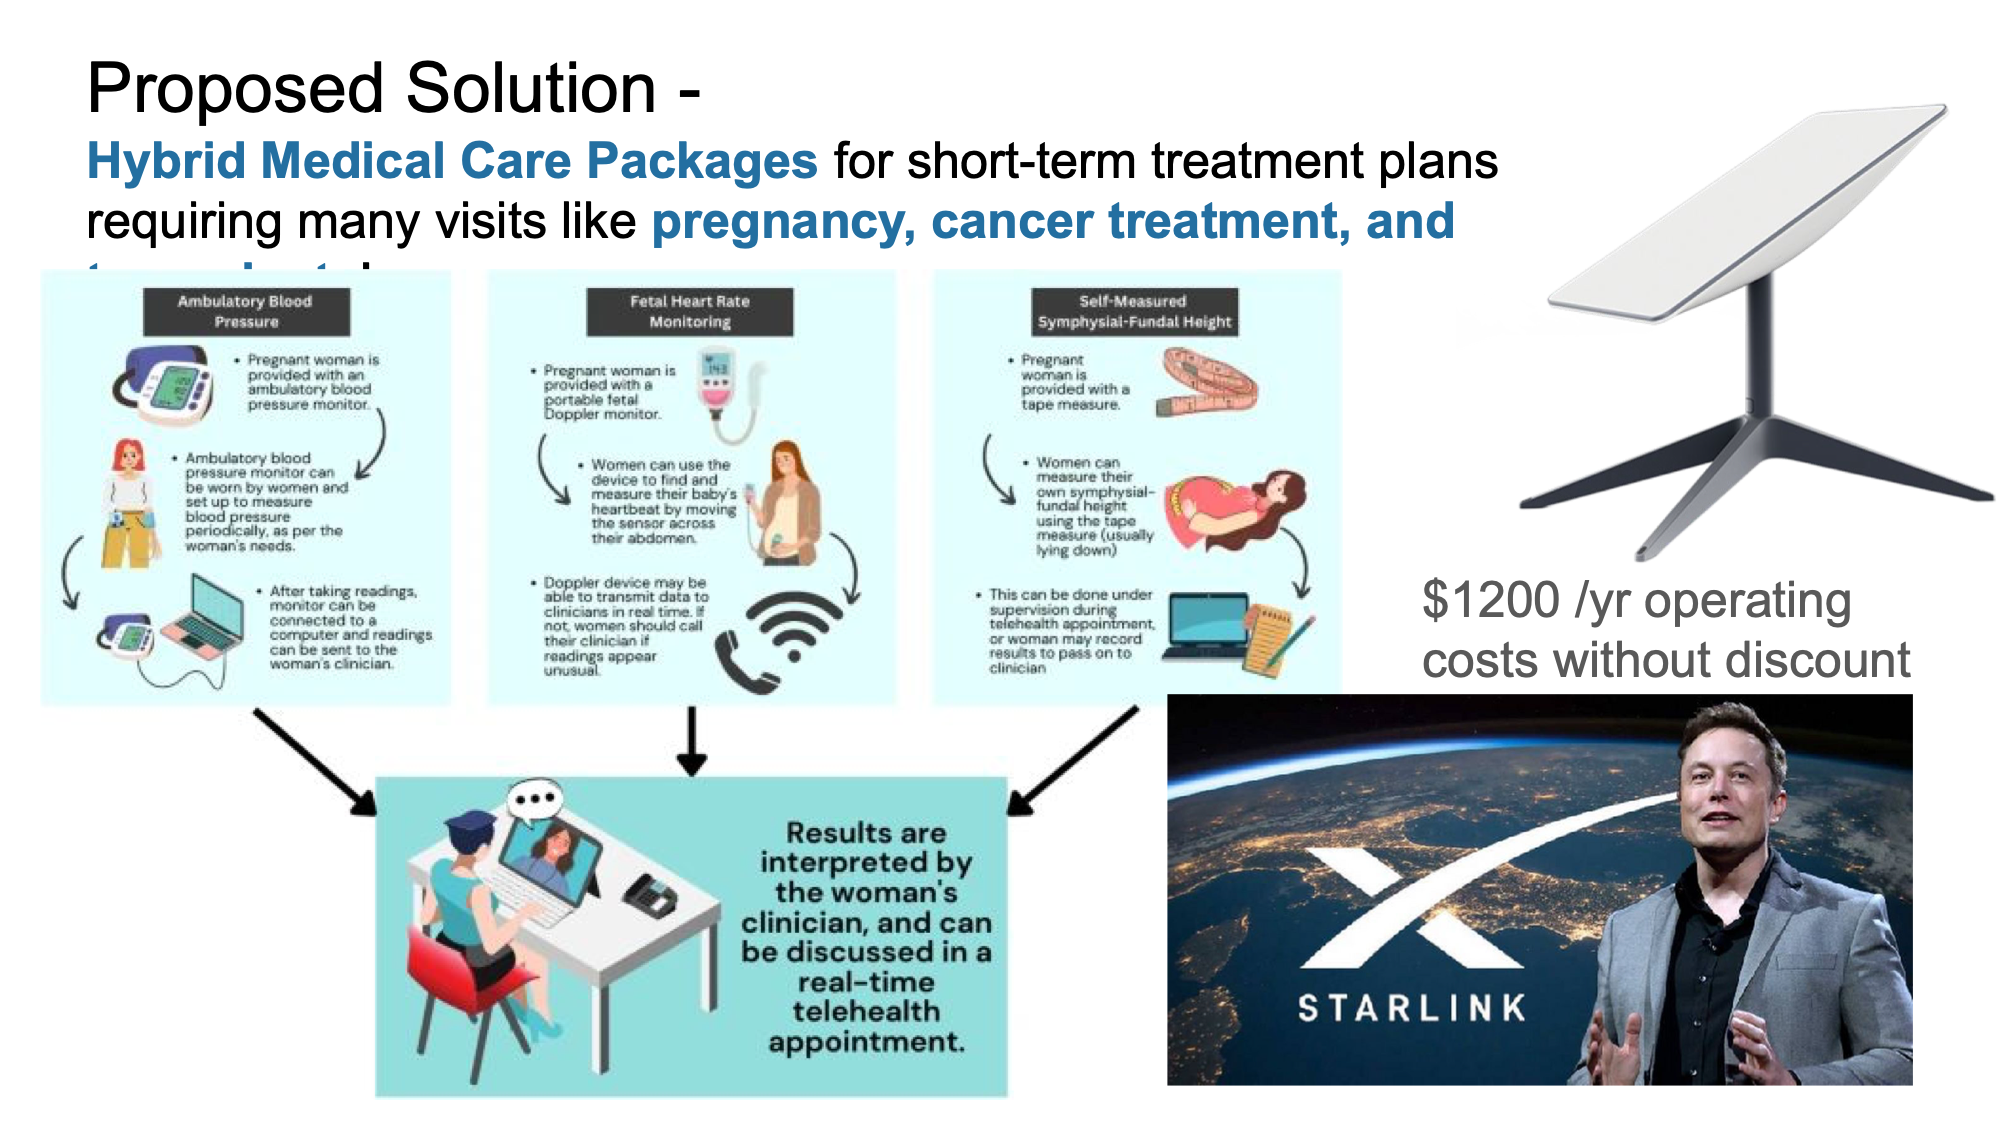 Proposed Solution -
Hybrid Medical Care Packages for short-term treatment plans
requiring many visits like pregnancy, cancer treatment, and
Ambulatory Blood
Pressure
• Pregnant woman is
provided with an
ambulatory blood
pressure monitor.
• Ambulatory blood
pressure monitor can
be worn by women and
set up to measure
blood pressure
periodically, as per the
woman's needs.
• After taking readings,
monitor can be
connected to a
computer and readings
can be sent to the
woman's clinician.
Fetal Heart Rate
Monitoring
• Pregnant woman is
provided with a
portable fetal
Doppler monitor.
143
• Women can use the
device to find and
measure their baby's
heartbeat by moving
the sensor across
their abdomen.
• Doppler device may be
able to transmit data to
clinicians in real time. If
not, women should call
their clinician if
readings appear
unusual.
Self-Measured
Symphysial-Fundal Height
• Pregnant
woman is
provided with a
tape measure.
• Women can
measure their
own symphysial-
fundal height
using the tape
measure (usually
lying down)
• This can be done under
supervision during
telehealth appointment,
or woman may record
results to pass on to
clinician
Results are
interpreted by
the woman's
clinician, and can
be discussed in a
real-time
telehealth
appointment.
$1200 /yr operating
costs without discount
STARLINK